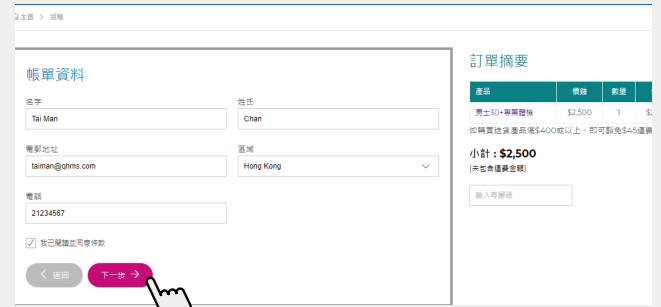 主頁 > 結賬
帳單資料
名字
Tai Man
姓氏
Chan
電郵地址
taiman@qhms.com
區域
Hong Kong
電話
21234567
我已閱讀並同意條款
< 返回
下一步 →
訂單摘要
產品 價錢 數量
男士30+專業體檢 $2,500 1
如購買送貨產品滿$400或以上，即可豁免$45運費
小計 : $2,500
(未包含運費金額)
輸入專屬碼